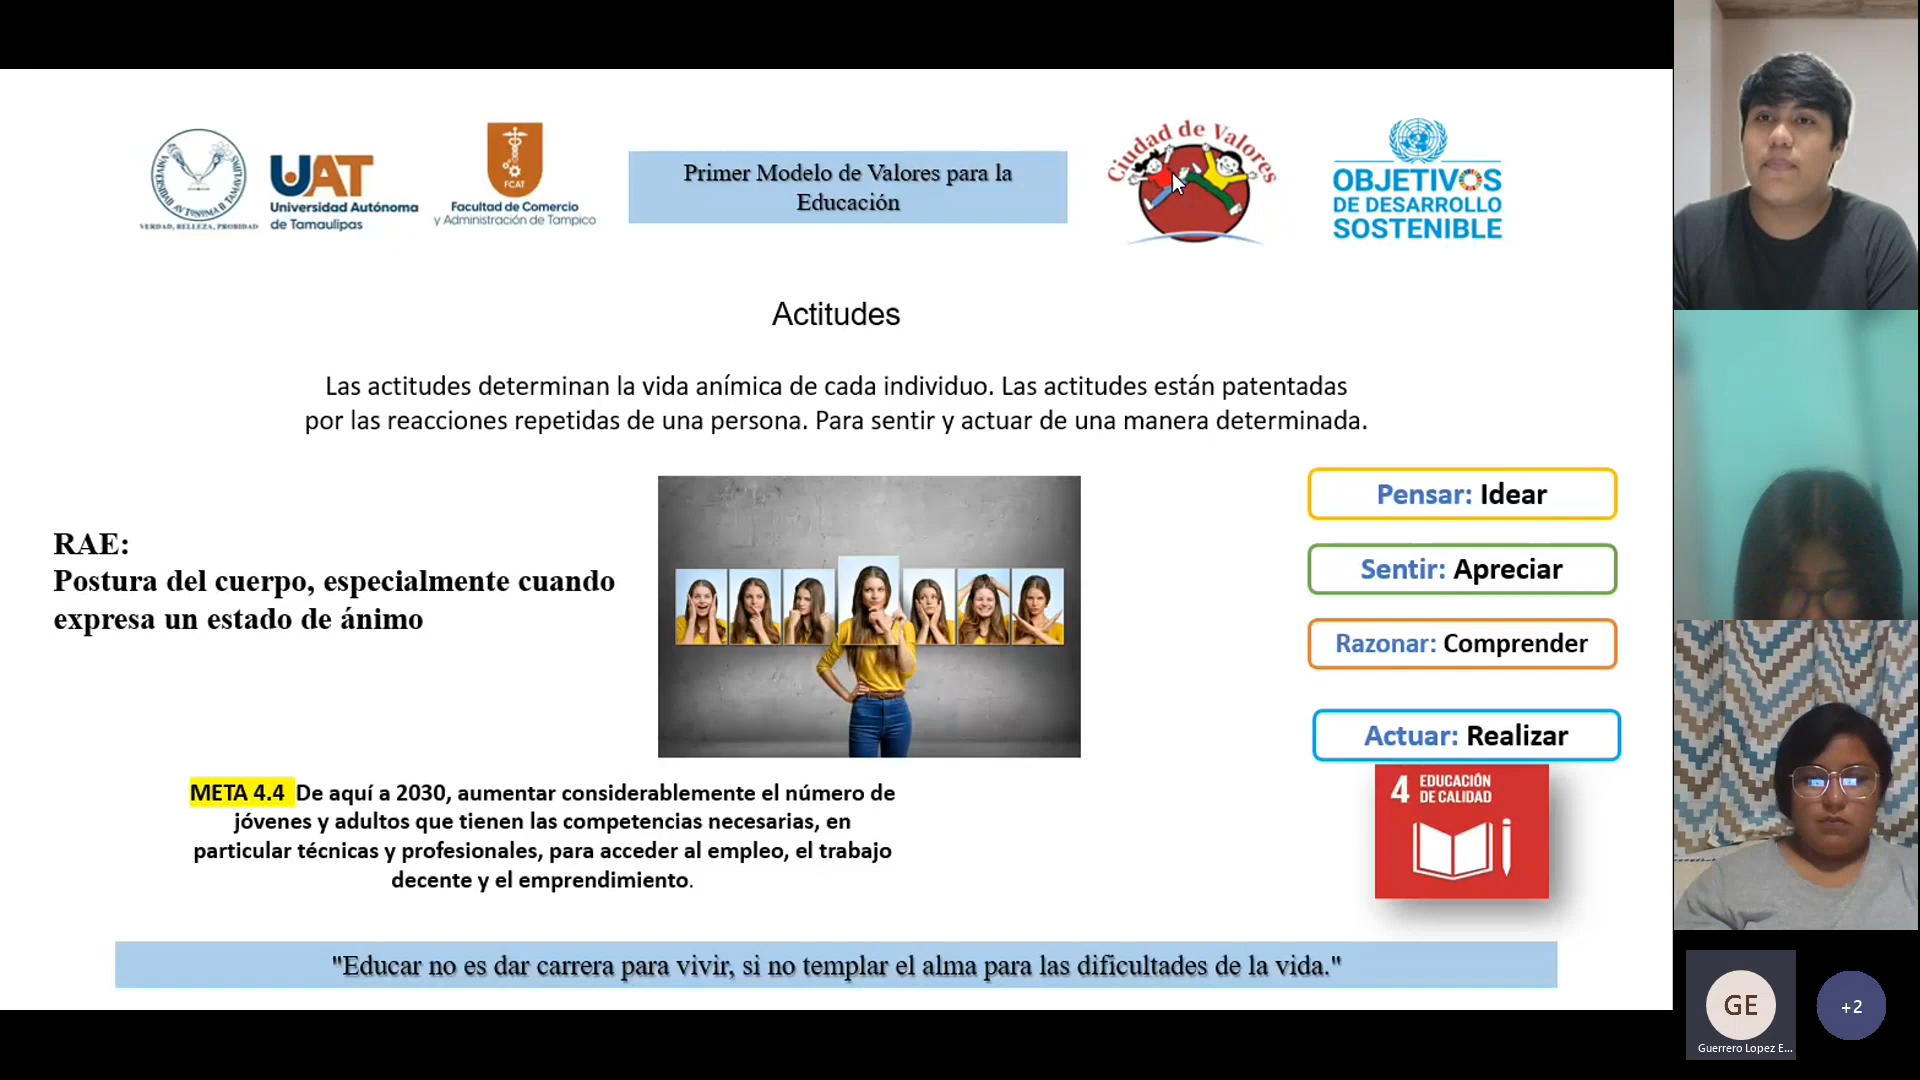 VERDAD, BELLEZA, PROBIDAD
UAT
Universidad Autónoma
de Tamaulipas
FCAT
Facultad de Comercio
y Administración de Tampico
Primer Modelo de Valores para la
Educación
Ciudad de Valores
OBJETIVOS
DE DESARROLLO
SOSTENIBLE
Actitudes
Las actitudes determinan la vida anímica de cada individuo. Las actitudes están patentadas
por las reacciones repetidas de una persona. Para sentir y actuar de una manera determinada.
RAE:
Postura del cuerpo, especialmente cuando
expresa un estado de ánimo
Pensar: Idear
Sentir: Apreciar
Razonar: Comprender
Actuar: Realizar
4 EDUCACIÓN
DE CALIDAD
META 4.4 De aquí a 2030, aumentar considerablemente el número de
jóvenes y adultos que tienen las competencias necesarias, en
particular técnicas y profesionales, para acceder al empleo, el trabajo
decente y el emprendimiento.
"Educar no es dar carrera para vivir, si no templar el alma para las dificultades de la vida."
GE
Guerrero Lopez E...
+2